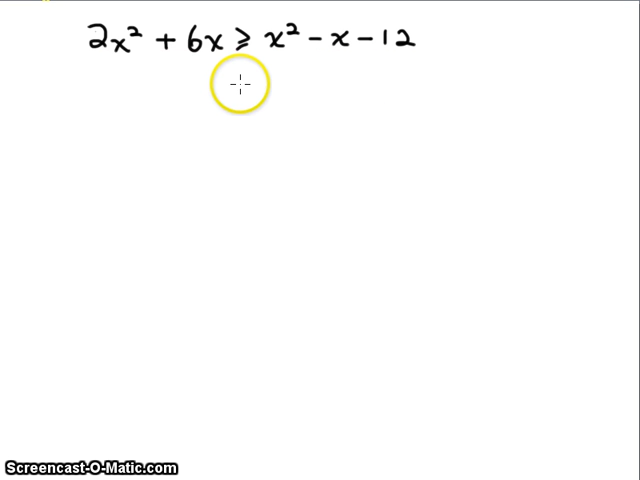 2x² + 6x ≥ x² - x - 12
Screencast-O-Matic.com